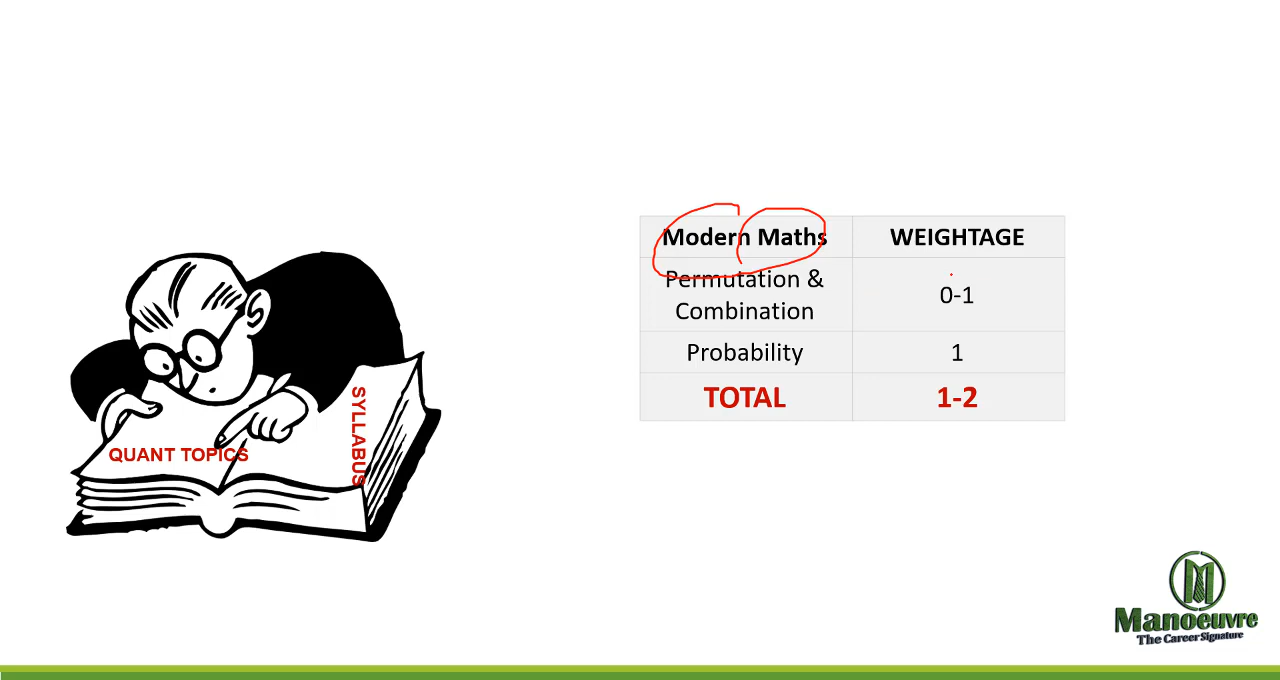 Modern Maths WEIGHTAGE
Permutation &
Combination 0-1
Probability 1
TOTAL 1-2
QUANT TOPICS
SYLLABUS
Manoeuvre
The Career Signature